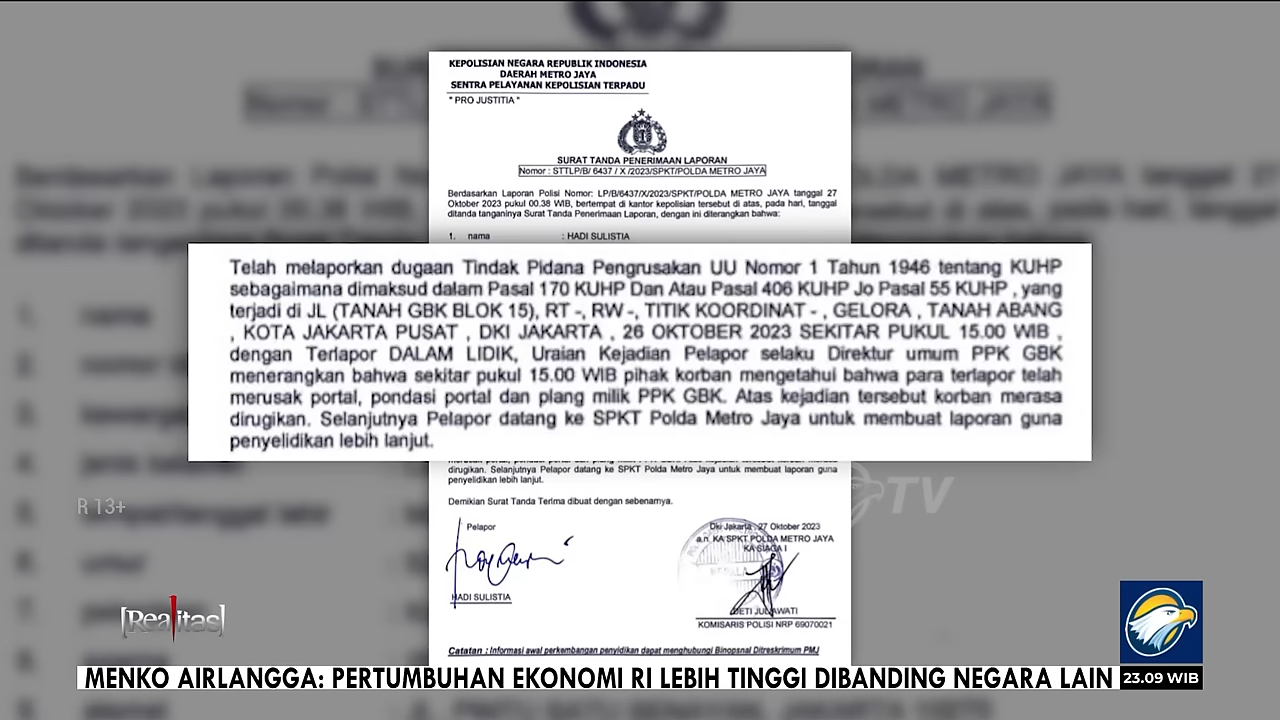 KEPOLISIAN NEGARA REPUBLIK INDONESIA
DAERAH METRO JAYA
SENTRA PELAYANAN KEPOLISIAN TERPADU
" PRO JUSTITIA "
SURAT TANDA PENERIMAAN LAPORAN
Nomor : STTLP/B/ 6437 / X /2023/SPKT/POLDA METRO JAYA
Berdasarkan Laporan Polisi Nomor: LP/B/6437/X/2023/SPKT/POLDA METRO JAYA tanggal 27
Oktober 2023 pukul 00.38 WIB, bertempat di kantor kepolisian tersebut di atas, pada hari, tanggal
ditanda tanganinya Surat Tanda Penerimaan Laporan, dengan ini diterangkan bahwa:
1. nama : HADI SULISTIA
Telah melaporkan dugaan Tindak Pidana Pengrusakan UU Nomor 1 Tahun 1946 tentang KUHP
sebagaimana dimaksud dalam Pasal 170 KUHP Dan Atau Pasal 406 KUHP Jo Pasal 55 KUHP , yang
terjadi di JL (TANAH GBK BLOK 15), RT -, RW -, TITIK KOORDINAT - , GELORA , TANAH ABANG
, KOTA JAKARTA PUSAT , DKI JAKARTA , 26 OKTOBER 2023 SEKITAR PUKUL 15.00 WIB ,
dengan Terlapor DALAM LIDIK, Uraian Kejadian Pelapor selaku Direktur umum PPK GBK
menerangkan bahwa sekitar pukul 15.00 WIB pihak korban mengetahui bahwa para terlapor telah
merusak portal, pondasi portal dan plang milik PPK GBK. Atas kejadian tersebut korban merasa
dirugikan. Selanjutnya Pelapor datang ke SPKT Polda Metro Jaya untuk membuat laporan guna
penyelidikan lebih lanjut.
dirugikan. Selanjutnya Pelapor datang ke SPKT Polda Metro Jaya untuk membuat laporan guna
penyelidikan lebih lanjut.
Demikian Surat Tanda Terima dibuat dengan sebenarnya.
Pelapor
Dki Jakarta, 27 Oktober 2023
a.n. KA SPKT POLDA METRO JAYA
KA SIAGA I
HADI SULISTIA
KOMISARIS POLISI NRP 69070021
Catatan : Informasi awal perkembangan penyidikan dapat menghubungi Binopsnal Ditreskrimum PMJ
R 13+
TV
[Realitas]
MENKO AIRLANGGA: PERTUMBUHAN EKONOMI RI LEBIH TINGGI DIBANDING NEGARA LAIN
23.09 WIB